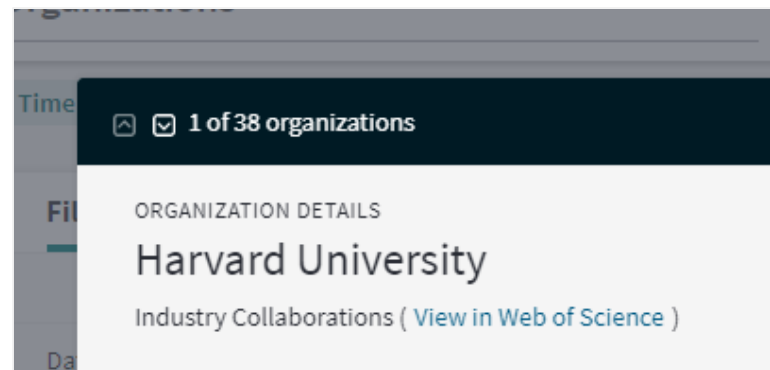 Time
1 of 38 organizations
Fil
ORGANIZATION DETAILS
Harvard University
Industry Collaborations ( View in Web of Science )
Da